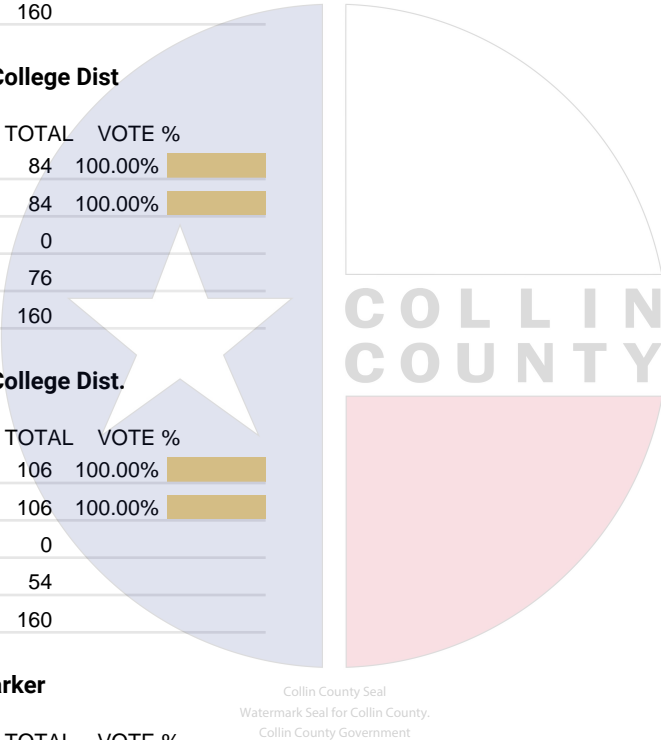 160
College Dist
TOTAL VOTE %
84 100.00%
84 100.00%
0
76
160
College Dist.
TOTAL VOTE %
106 100.00%
106 100.00%
0
54
160
TOTAL VOTE %
COLLIN
COUNTY
Collin County Seal
Watermark Seal for Collin County.
Collin County Government